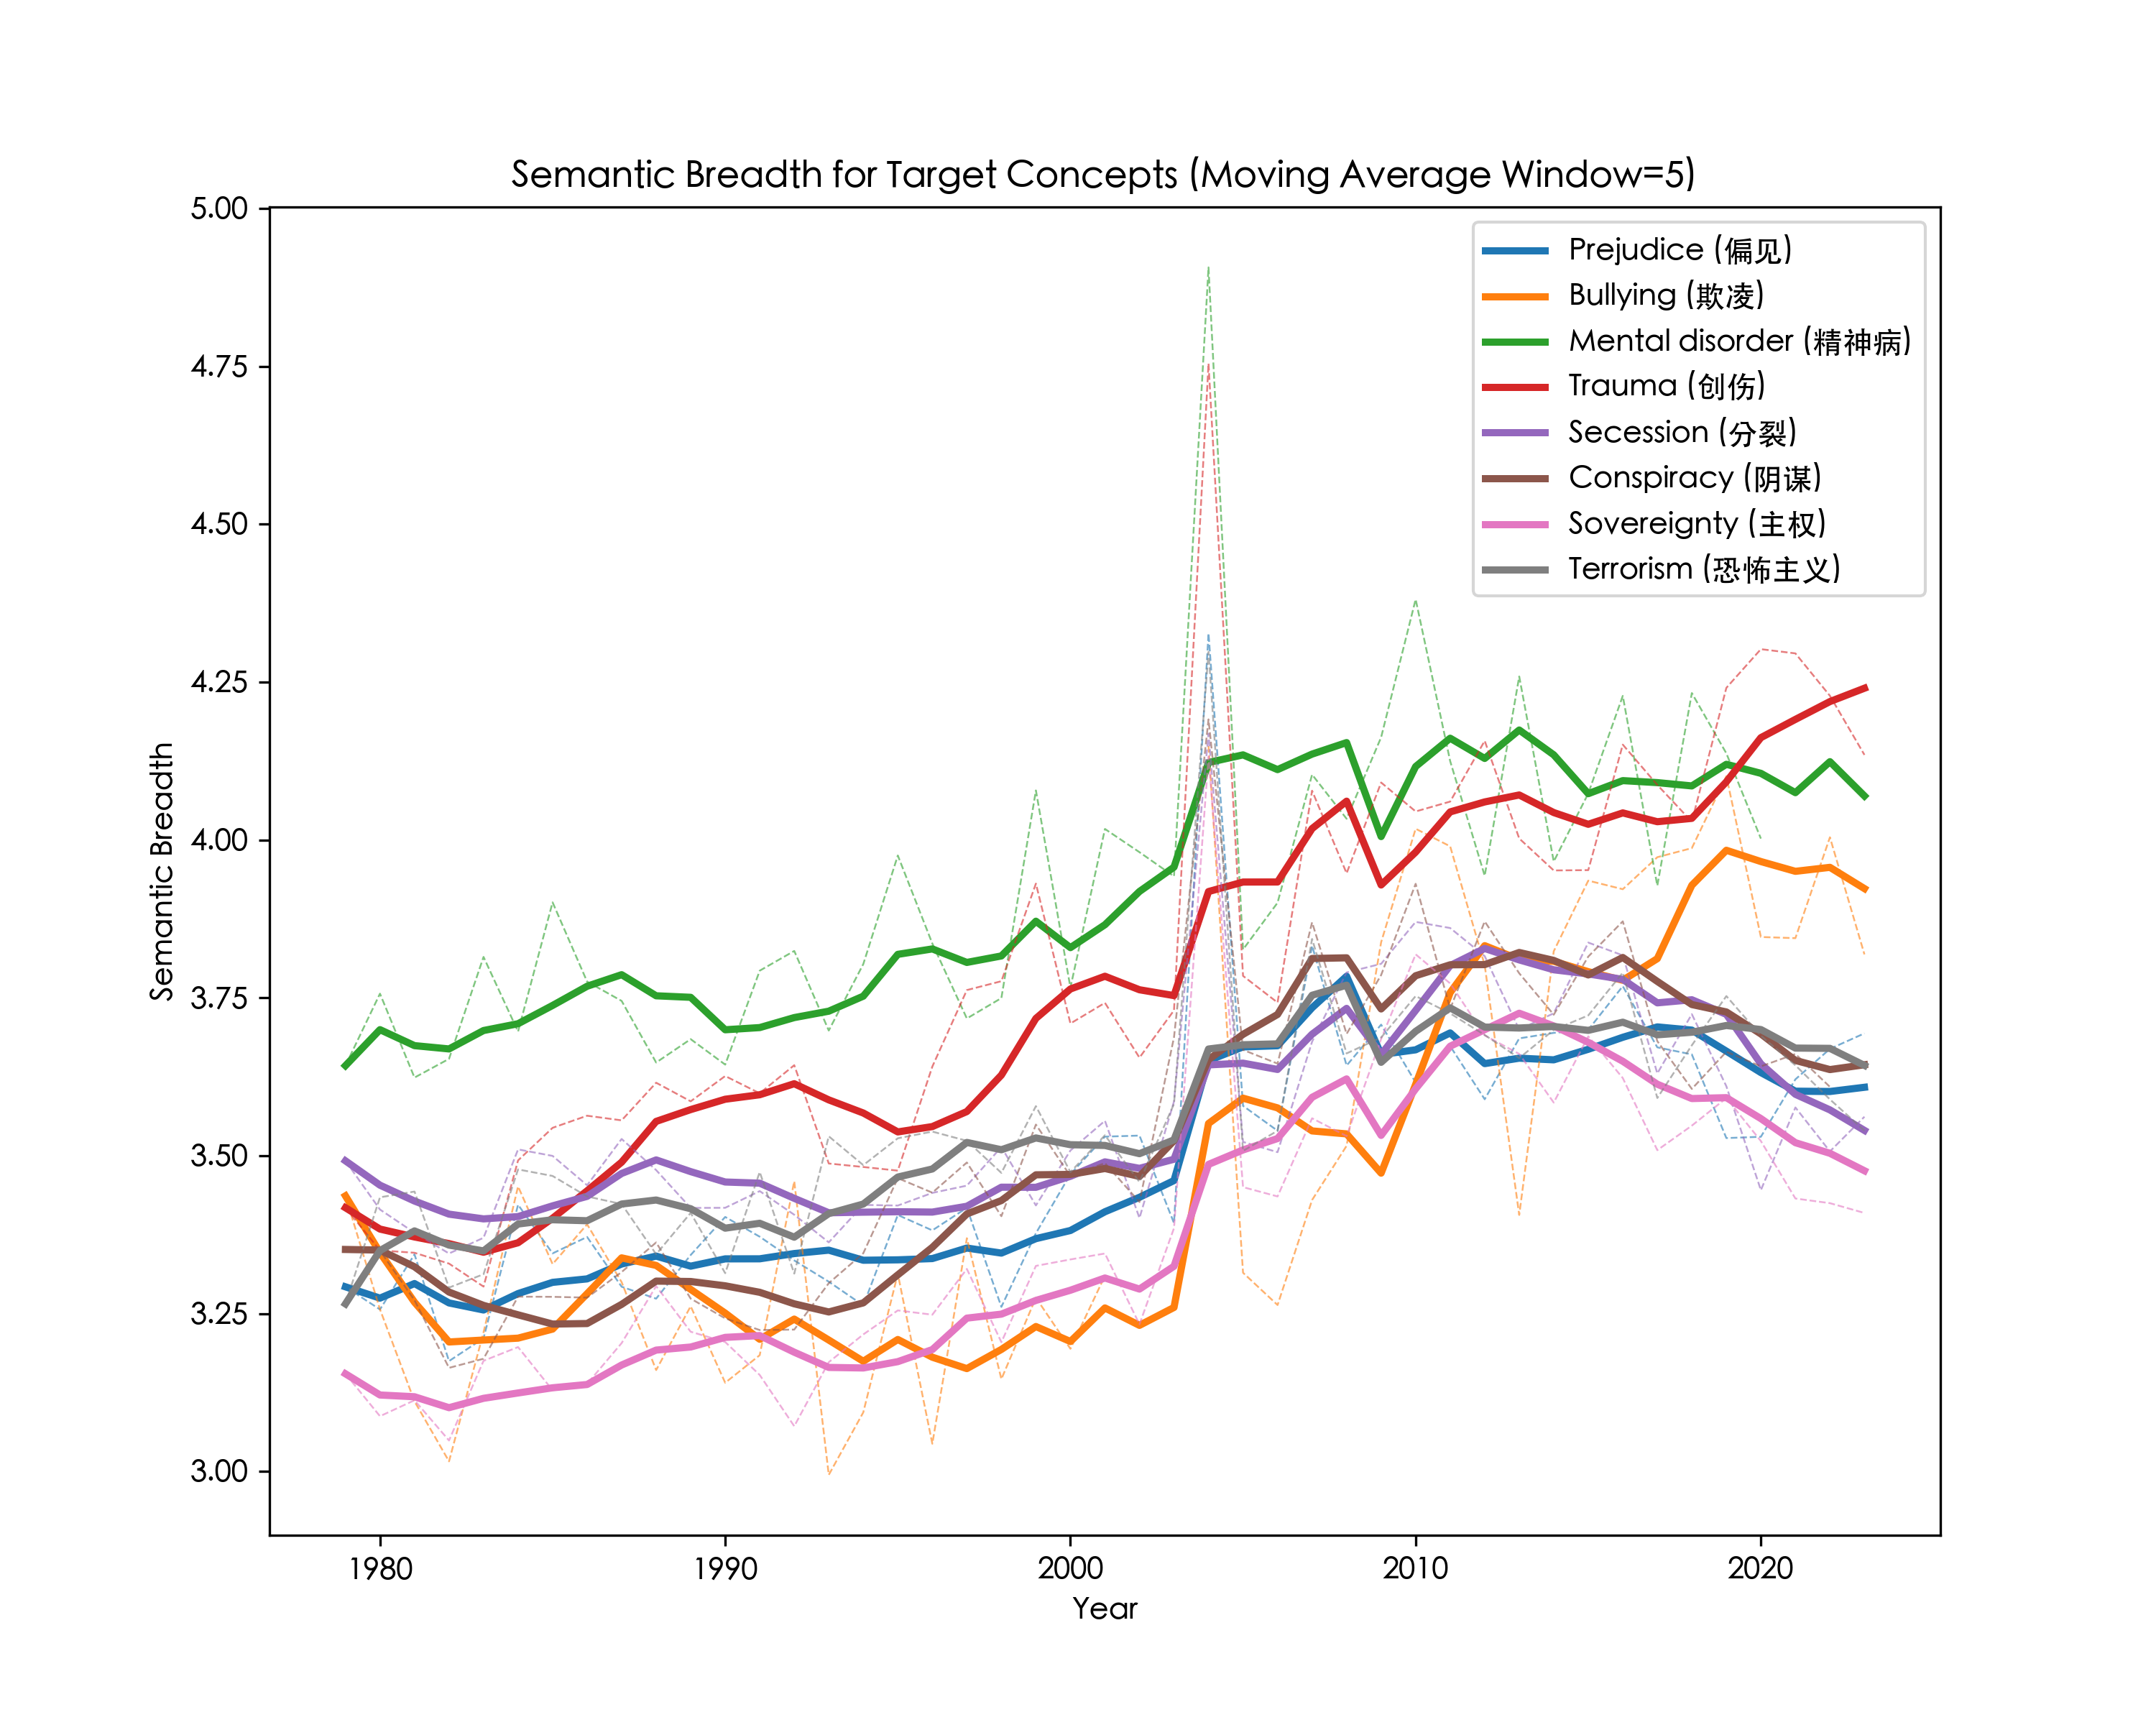 Semantic Breadth for Target Concepts (Moving Average Window=5)
5.00
4.75
4.50
4.25
4.00
3.75
3.50
3.25
3.00
Semantic Breadth
Prejudice (偏见)
Bullying (欺凌)
Mental disorder (精神病)
Trauma (创伤)
Secession (分裂)
Conspiracy (阴谋)
Sovereignty (主权)
Terrorism (恐怖主义)
1980 1990 2000 2010 2020
Year